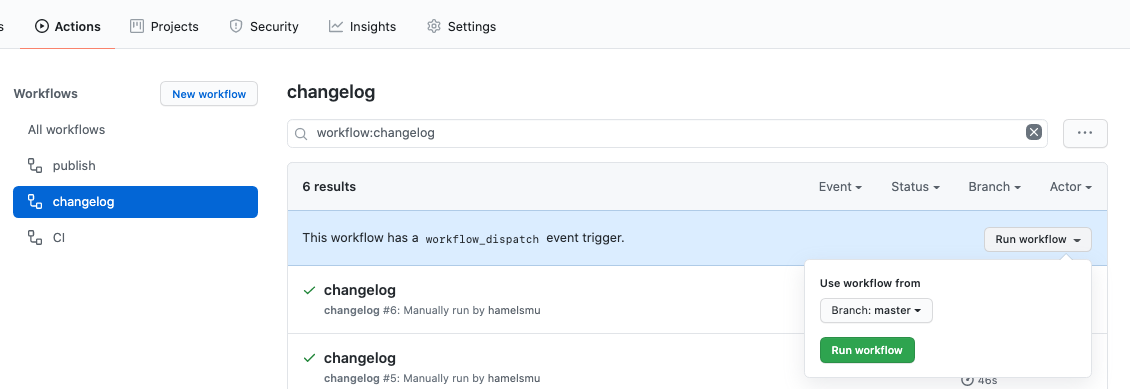 s Actions Projects Security Insights Settings
Workflows New workflow
All workflows
publish
changelog
CI
changelog
workflow:changelog
6 results Event Status Branch Actor
This workflow has a workflow_dispatch event trigger. Run workflow
Use workflow from
Branch: master
Run workflow
changelog
changelog #6: Manually run by hamelsmu
changelog
changelog #5: Manually run by hamelsmu
46s